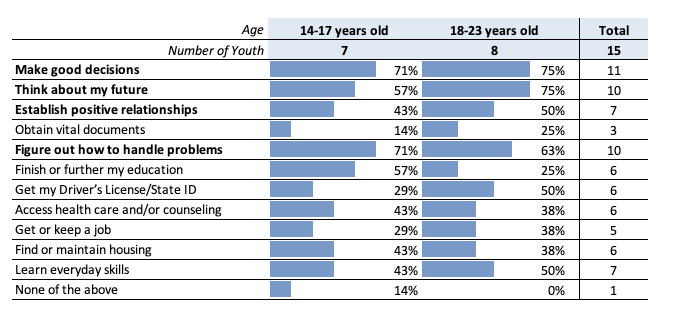 Age 14-17 years old 18-23 years old Total
Number of Youth 7 8 15
Make good decisions 71% 75% 11
Think about my future 57% 75% 10
Establish positive relationships 43% 50% 7
Obtain vital documents 14% 25% 3
Figure out how to handle problems 71% 63% 10
Finish or further my education 57% 25% 6
Get my Driver's License/State ID 29% 50% 6
Access health care and/or counseling 43% 38% 6
Get or keep a job 29% 38% 5
Find or maintain housing 43% 38% 6
Learn everyday skills 43% 50% 7
None of the above 14% 0% 1